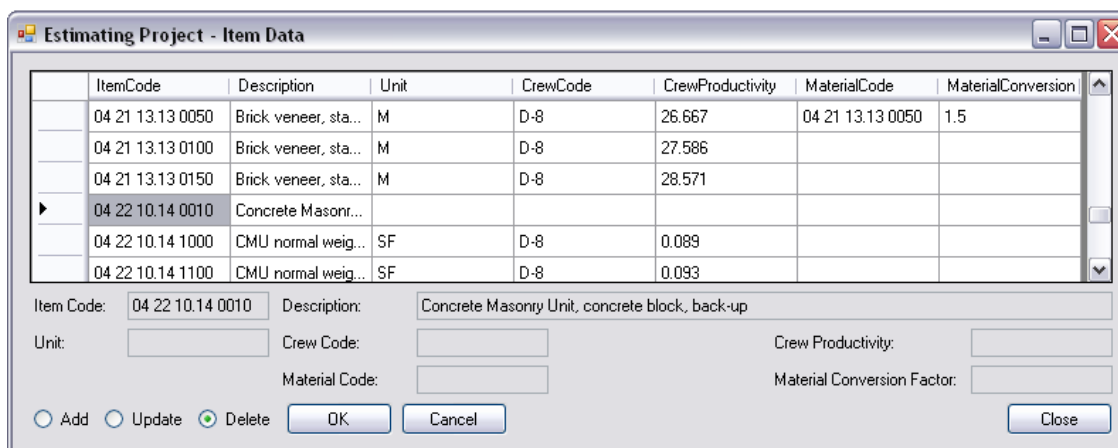 Estimating Project - Item Data
ItemCode Description Unit CrewCode CrewProductivity MaterialCode MaterialConversion
04 21 13.13 0050 Brick veneer, sta... M D-8 26.667 04 21 13.13 0050 1.5
04 21 13.13 0100 Brick veneer, sta... M D-8 27.586
04 21 13.13 0150 Brick veneer, sta... M D-8 28.571
04 22 10.14 0010 Concrete Masonr...
04 22 10.14 1000 CMU normal weig... SF D-8 0.089
04 22 10.14 1100 CMU normal weig... SF D-8 0.093
Item Code: 04 22 10.14 0010 Description: Concrete Masonry Unit, concrete block, back-up
Unit: Crew Code: Crew Productivity:
Material Code: Material Conversion Factor:
Add Update Delete OK Cancel Close